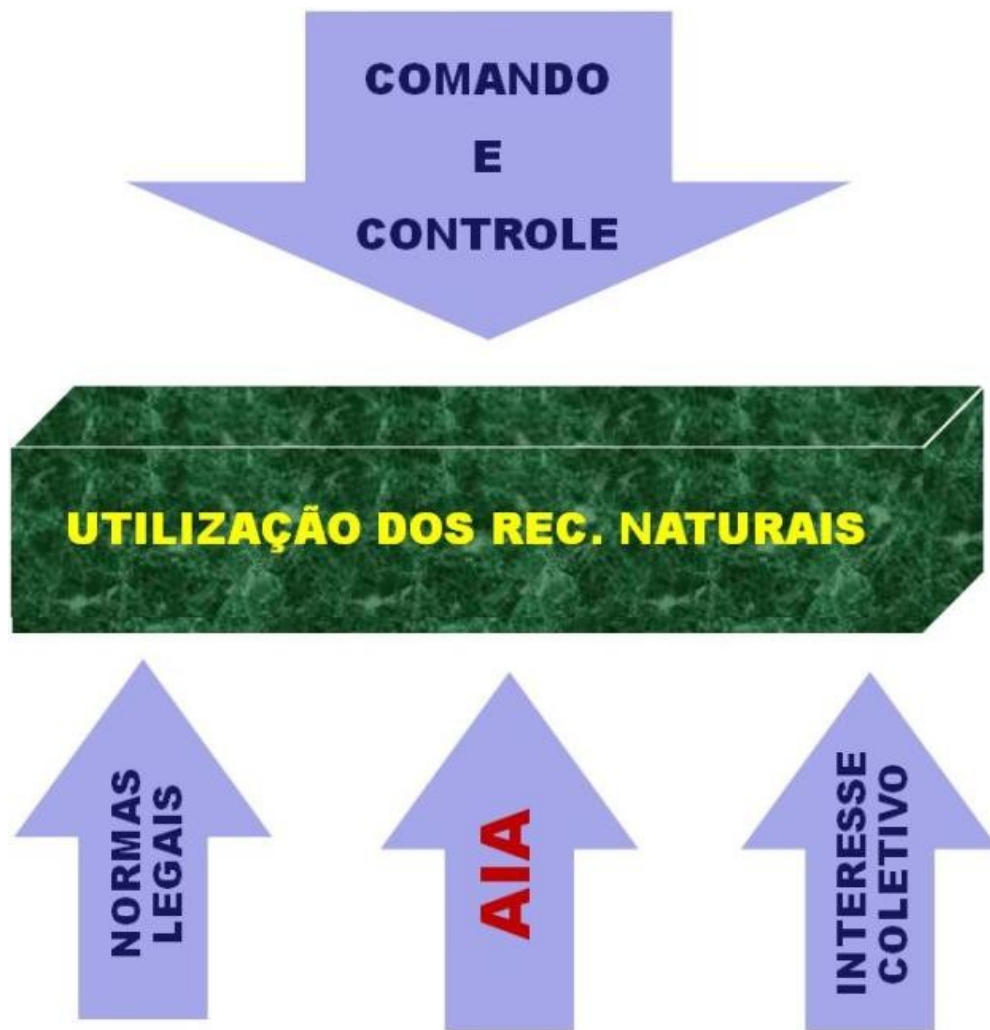 COMANDO
E
CONTROLE
UTILIZAÇÃO DOS REC. NATURAIS
NORMAS
LEGAIS
AIA
INTERESSE
COLETIVO